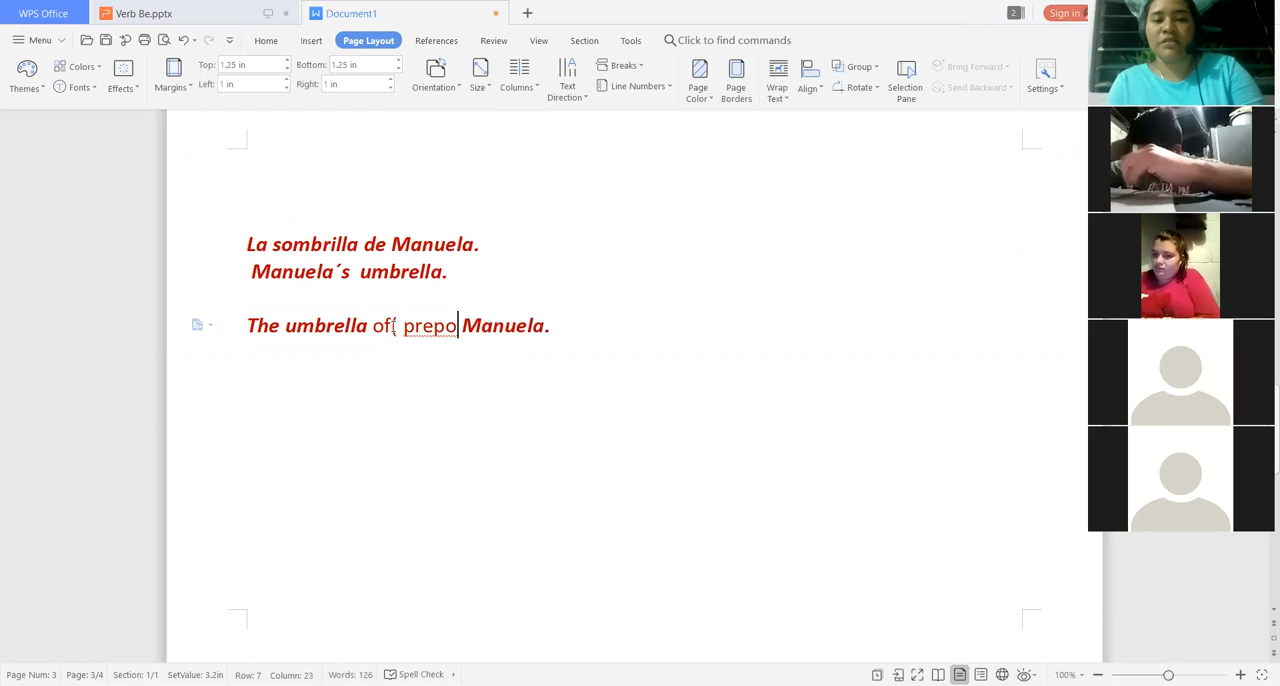 WPS Office
Verb Be.pptx
Document1
2
Sign in
Menu
Home
Insert
Page Layout
References
Review
View
Section
Tools
Click to find commands
Themes
Colors
Fonts
Effects
Margins
Top: 1.25 in
Bottom: 1.25 in
Left: 1 in
Right: 1 in
Orientation
Size
Columns
Text Direction
Breaks
Line Numbers
Page Color
Page Borders
Wrap Text
Align
Group
Rotate
Selection Pane
Bring Forward
Send Backward
Settings
La sombrilla de Manuela.
Manuela´s umbrella.
The umbrella of( prepo Manuela.
Page Num: 3
Page: 3/4
Section: 1/1
SetValue: 3.2in
Row: 7
Column: 23
Words: 126
Spell Check
100%